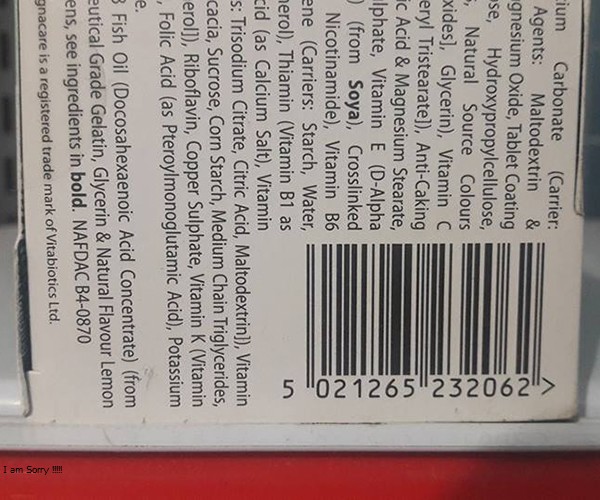 ium Carbonate (Carrier:
Agents: Maltodextrin &
gnesium Oxide, Tablet Coating
se, Hydroxypropylcellulose,
, Natural Source Colours
xides], Glycerin), Vitamin C
eryl Tristearate]), Anti-Caking
ic Acid & Magnesium Stearate,
lphate, Vitamin E (D-Alpha
) (from Soya), Crosslinked
Nicotinamide), Vitamin B6
ene (Carriers: Starch, Water,
erol), Thiamin (Vitamin B1 as
cid (as Calcium Salt), Vitamin
s: Trisodium Citrate, Citric Acid, Maltodextrin]), Vitamin
cacia, Sucrose, Corn Starch, Medium Chain Triglycerides,
erol]), Riboflavin, Copper Sulphate, Vitamin K (Vitamin
, Folic Acid (as Pteroylmonoglutamic Acid), Potassium
e.
3 Fish Oil (Docosahexaenoic Acid Concentrate) (from
eutical Grade Gelatin, Glycerin & Natural Flavour Lemon
ens, see ingredients in bold. NAFDAC B4-0870
gnacare is a registered trade mark of Vitabiotics Ltd.
5 021265 232062 >
I am Sorry !!!!!